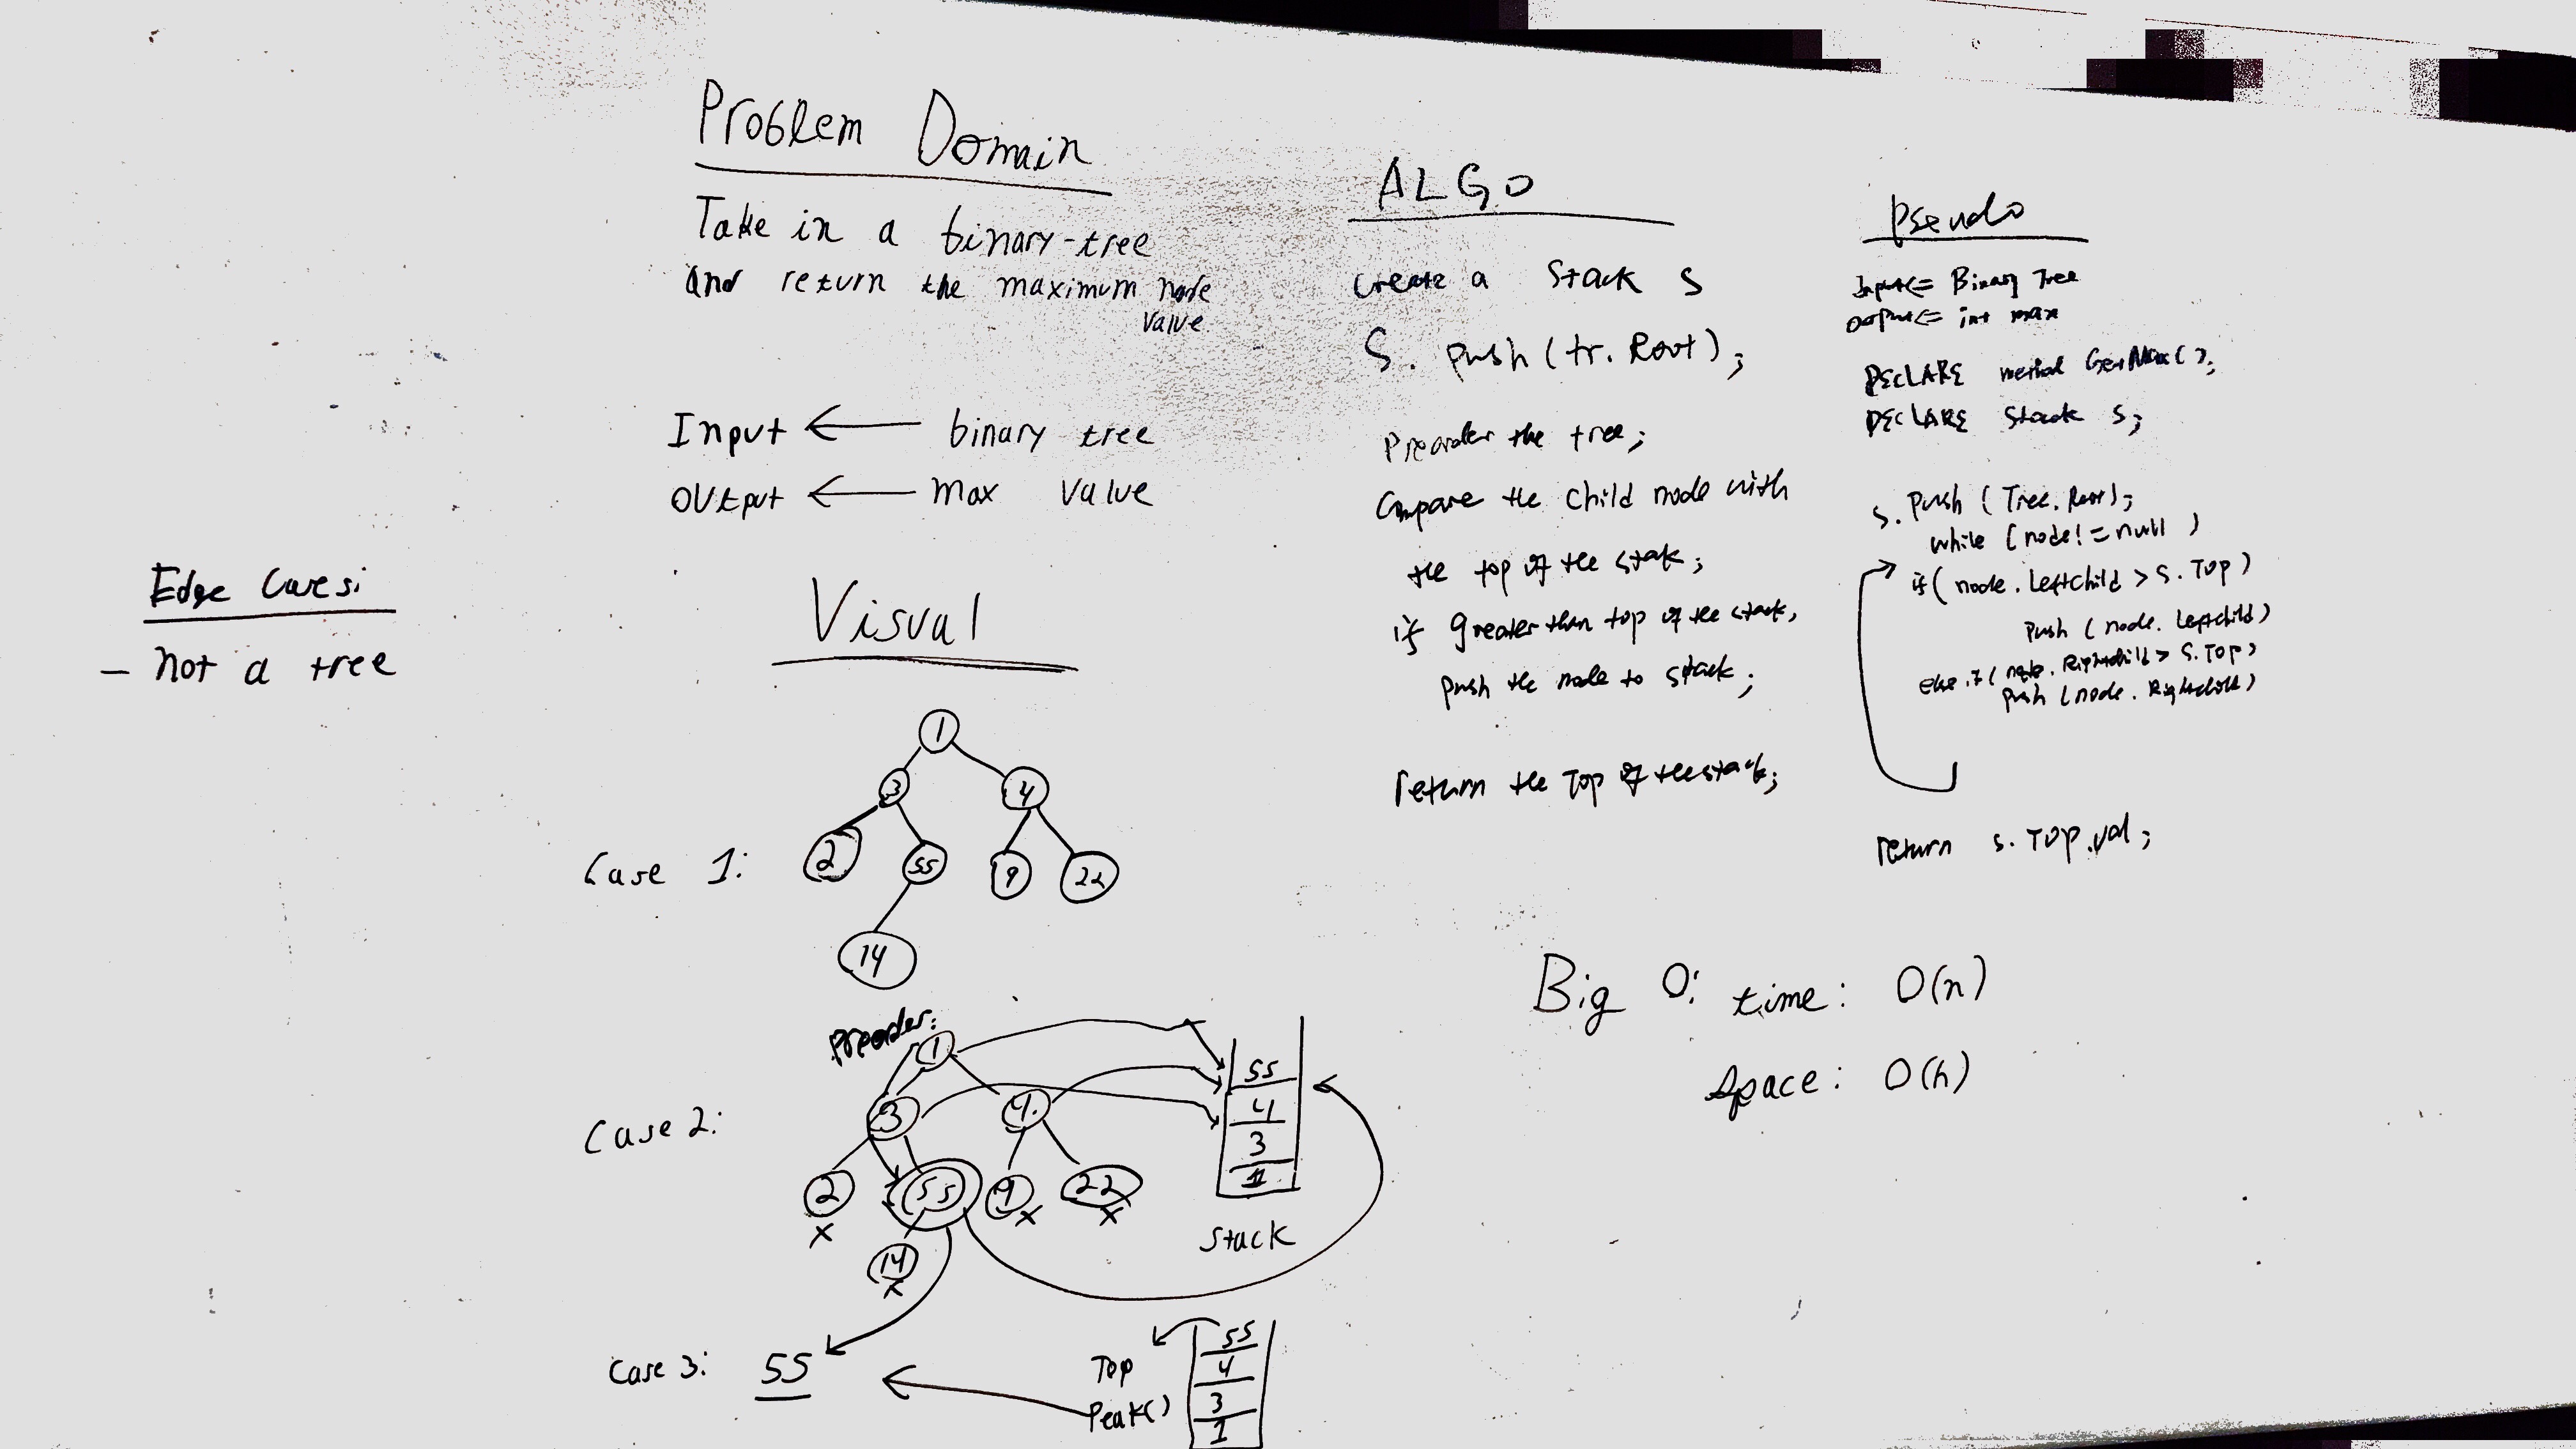 Problem Domain
Take in a binary-tree
and return the maximum node
value
Input ← binary tree
Output ← max value
Edge Cases:
- not a tree
Visual
1
3 4
2 55 9 22
14
Case 1:
Preorder:
1
3 4
2 55 9 22
x x x
14
x
Case 2:
55
4
3
1
Stack
Case 3: 55
Top
Peak()
55
4
3
1
ALGO
Create a Stack S
S. push (tr. Root);
Preorder the tree;
Compare the child node with
the top of the stak;
if greater than top of the stack,
push the node to stack;
return the Top of the stack;
Pseudo
Input <= Binary Tree
Output <= int max
DECLARE method GetMax();
DECLARE Stack S;
S. Push (Tree. Root);
while (node! = null )
if( node. Leftchild > S. Top)
Push (node. Leftchild)
else if (node. Rightchild > S. Top)
Push (node. Rightchild)
return s. Top.val;
Big O: time: O(n)
Space: O(h)